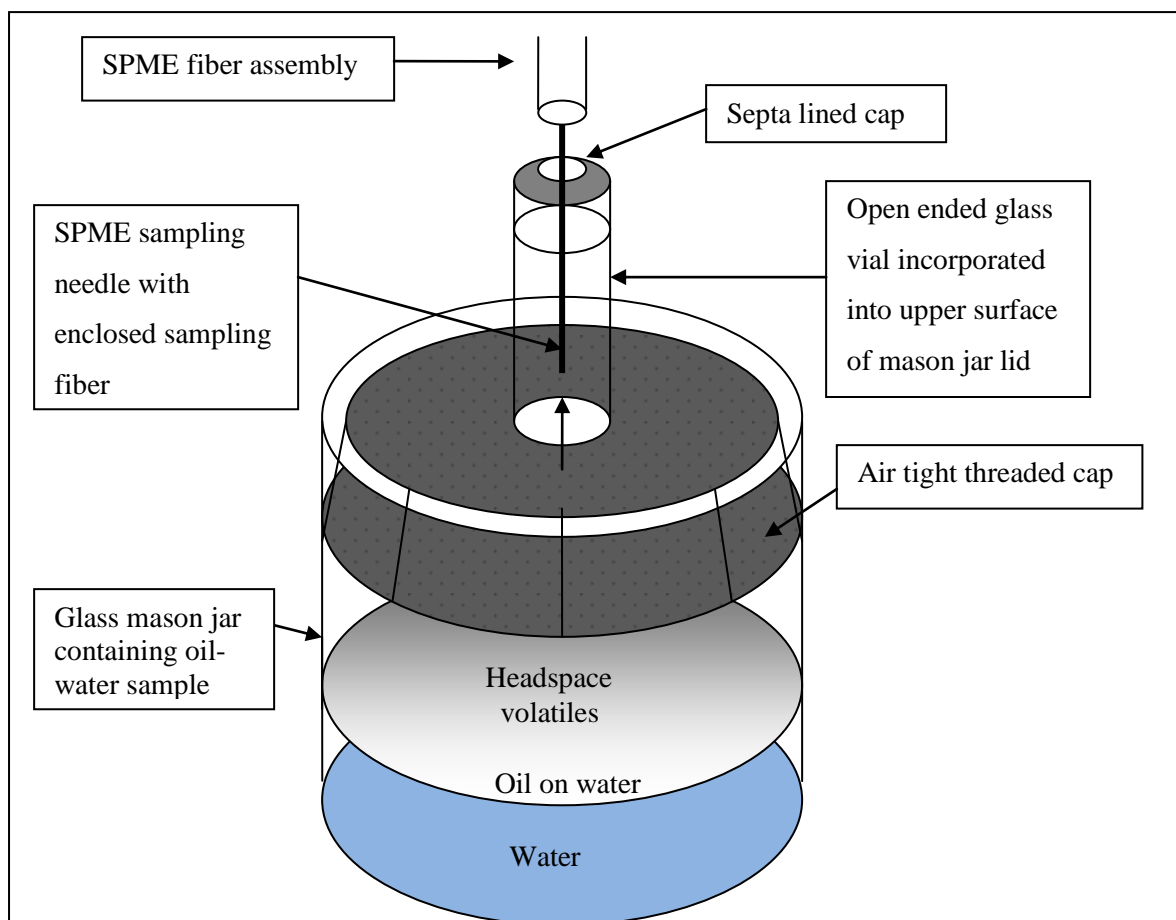 SPME fiber assembly
Septa lined cap
SPME sampling
needle with
enclosed sampling
fiber
Open ended glass
vial incorporated
into upper surface
of mason jar lid
Air tight threaded cap
Glass mason jar
containing oil-
water sample
Headspace
volatiles
Oil on water
Water